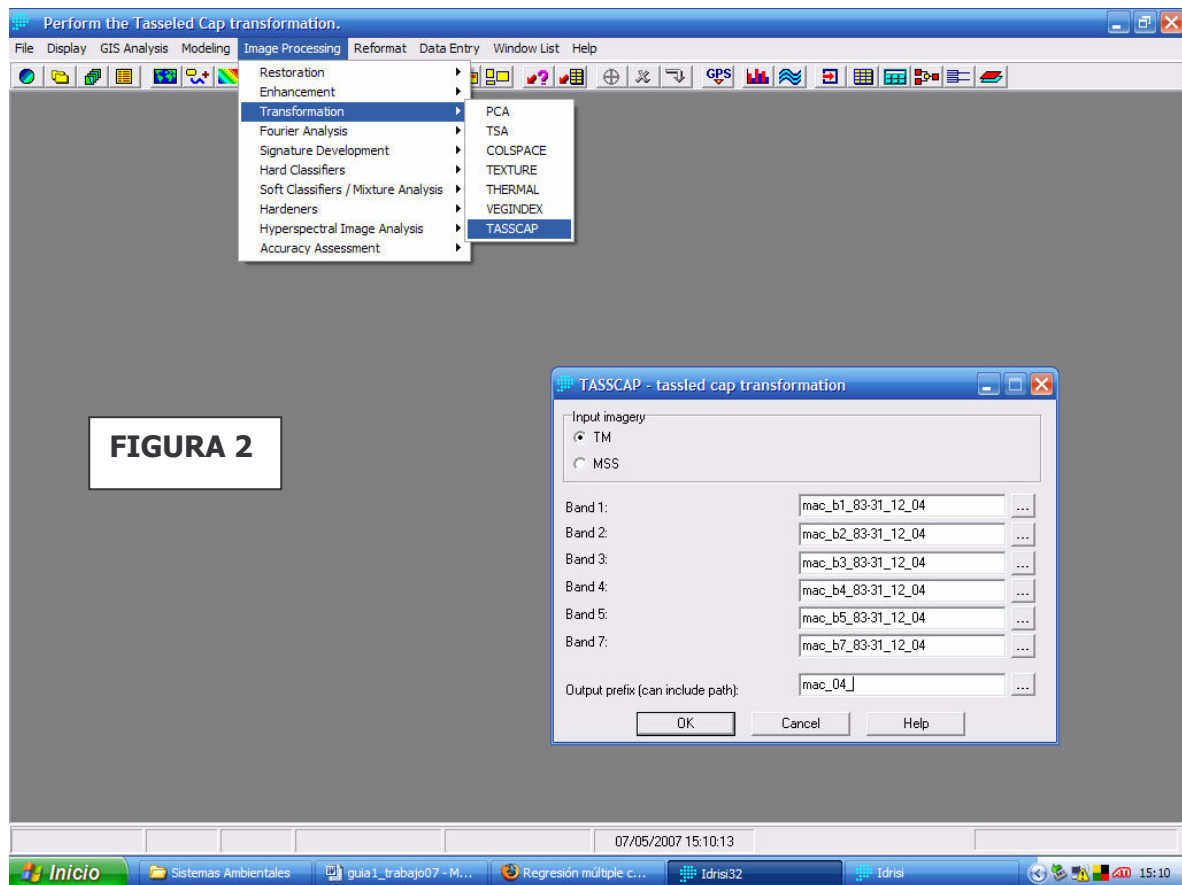 Perform the Tasseled Cap transformation.
File Display GIS Analysis Modeling Image Processing Reformat Data Entry Window List Help
GPS
Restoration
Enhancement
Transformation
Fourier Analysis
Signature Development
Hard Classifiers
Soft Classifiers / Mixture Analysis
Hardeners
Hyperspectral Image Analysis
Accuracy Assessment
PCA
TSA
COLSPACE
TEXTURE
THERMAL
VEGINDEX
TASSCAP
FIGURA 2
TASSCAP - tassled cap transformation
Input imagery
TM
MSS
Band 1: mac_b1_83-31_12_04 ...
Band 2: mac_b2_83-31_12_04 ...
Band 3: mac_b3_83-31_12_04 ...
Band 4: mac_b4_83-31_12_04 ...
Band 5: mac_b5_83-31_12_04 ...
Band 7: mac_b7_83-31_12_04 ...
Output prefix (can include path): mac_04_ ...
OK Cancel Help
07/05/2007 15:10:13
Inicio Sistemas Ambientales guia1_trabajo07 - M... Regresión múltiple c... Idrisi32 Idrisi 15:10